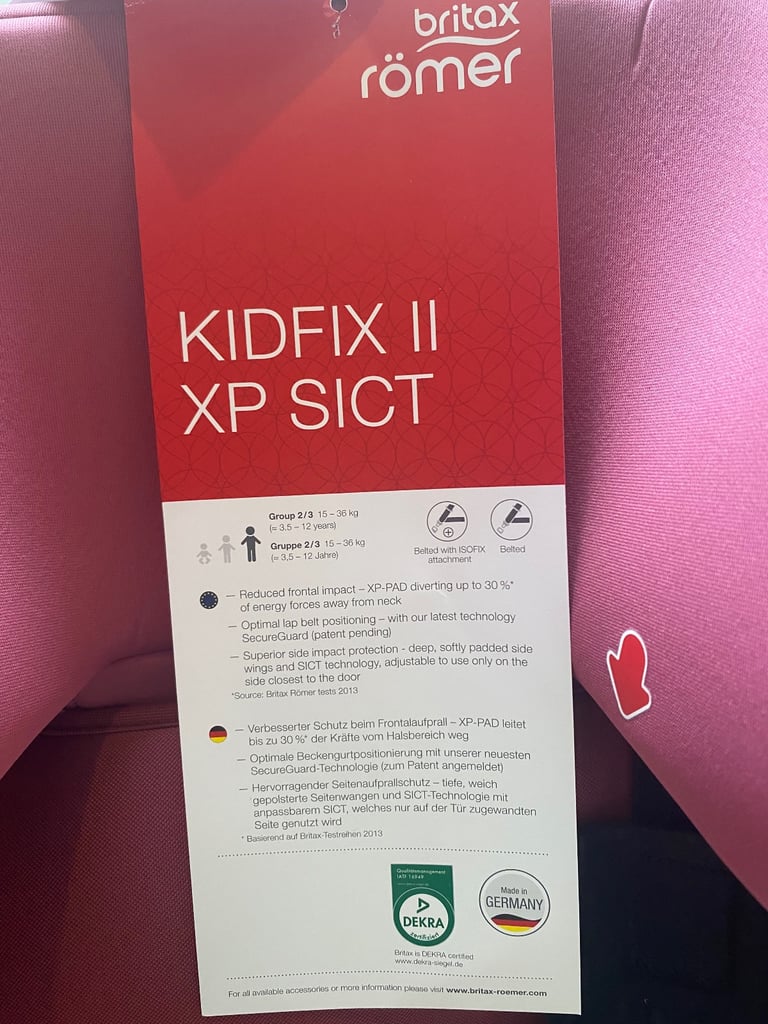 britax
römer
KIDFIX II
XP SICT
Group 2/3 15 – 36 kg
(≈ 3.5 – 12 years)
Gruppe 2/3 15 – 36 kg
(≈ 3,5 – 12 Jahre)
Belted with ISOFIX
attachment
Belted
— Reduced frontal impact – XP-PAD diverting up to 30 %*
of energy forces away from neck
— Optimal lap belt positioning – with our latest technology
SecureGuard (patent pending)
— Superior side impact protection - deep, softly padded side
wings and SICT technology, adjustable to use only on the
side closest to the door
*Source: Britax Römer tests 2013
— Verbesserter Schutz beim Frontalaufprall – XP-PAD leitet
bis zu 30 %* der Kräfte vom Halsbereich weg
— Optimale Beckengurtpositionierung mit unserer neuesten
SecureGuard-Technologie (zum Patent angemeldet)
— Hervorragender Seitenaufprallschutz – tiefe, weich
gepolsterte Seitenwangen und SICT-Technologie mit
anpassbarem SICT, welches nur auf der Tür zugewandten
Seite genutzt wird
* Basierend auf Britax-Testreihen 2013
Qualitätsmanagement
IATF 16949
DEKRA
zertifiziert
Made in
GERMANY
Britax is DEKRA certified
www.dekra-siegel.de
For all available accessories or more information please visit www.britax-roemer.com